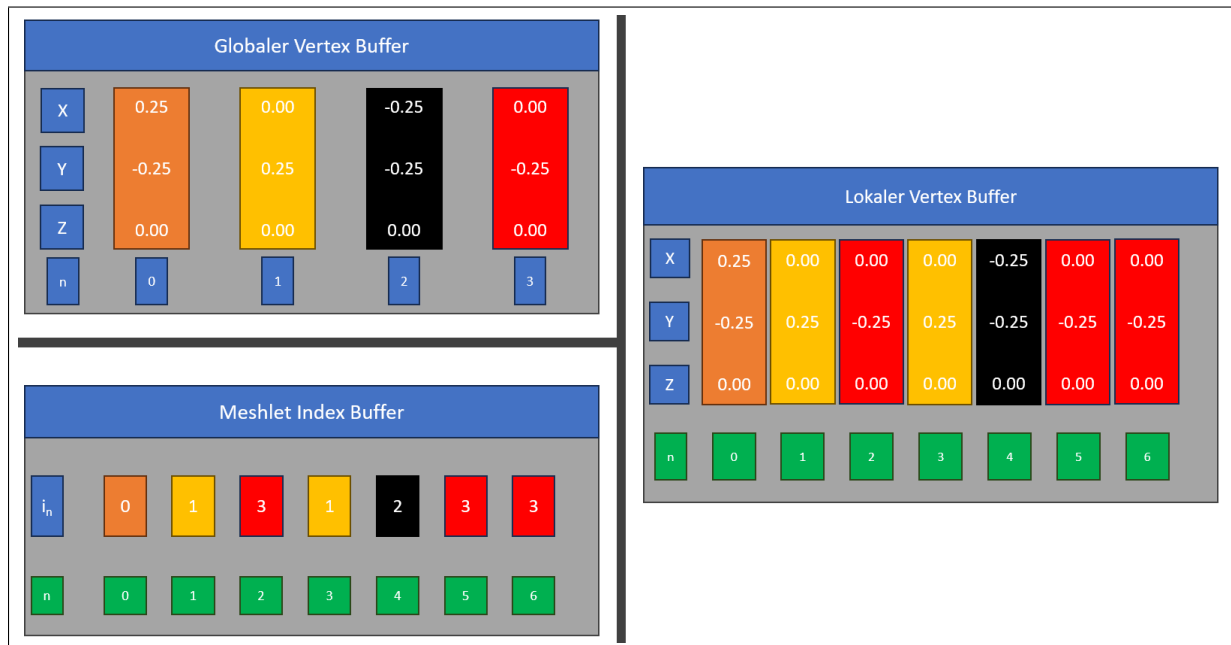 Globaler Vertex Buffer
X 0.25 0.00 -0.25 0.00
Y -0.25 0.25 -0.25 -0.25
Z 0.00 0.00 0.00 0.00
n 0 1 2 3
Meshlet Index Buffer
in 0 1 3 1 2 3 3
n 0 1 2 3 4 5 6
Lokaler Vertex Buffer
X 0.25 0.00 0.00 0.00 -0.25 0.00 0.00
Y -0.25 0.25 -0.25 0.25 -0.25 -0.25 -0.25
Z 0.00 0.00 0.00 0.00 0.00 0.00 0.00
n 0 1 2 3 4 5 6